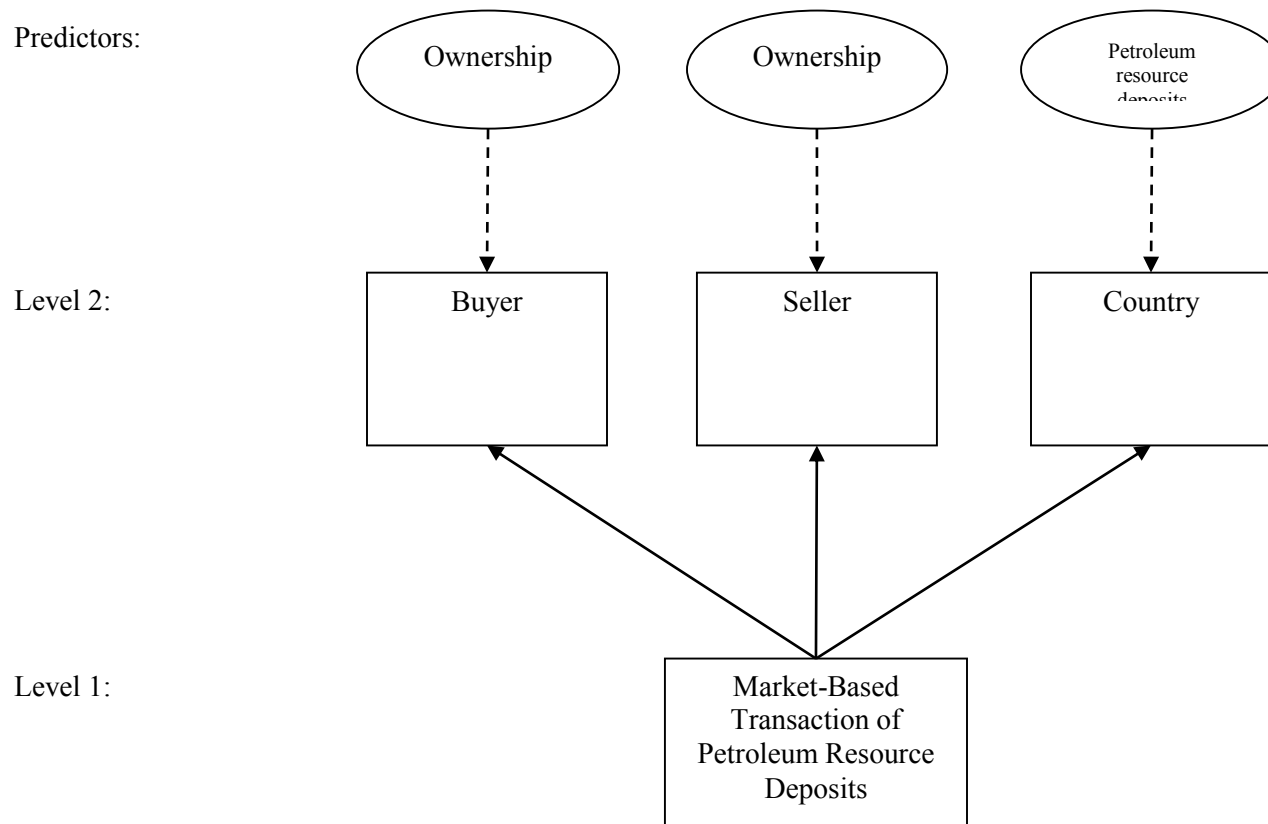 Predictors:
Ownership
Ownership
Petroleum
resource
deposits
Level 2:
Buyer
Seller
Country
Level 1:
Market-Based
Transaction of
Petroleum Resource
Deposits